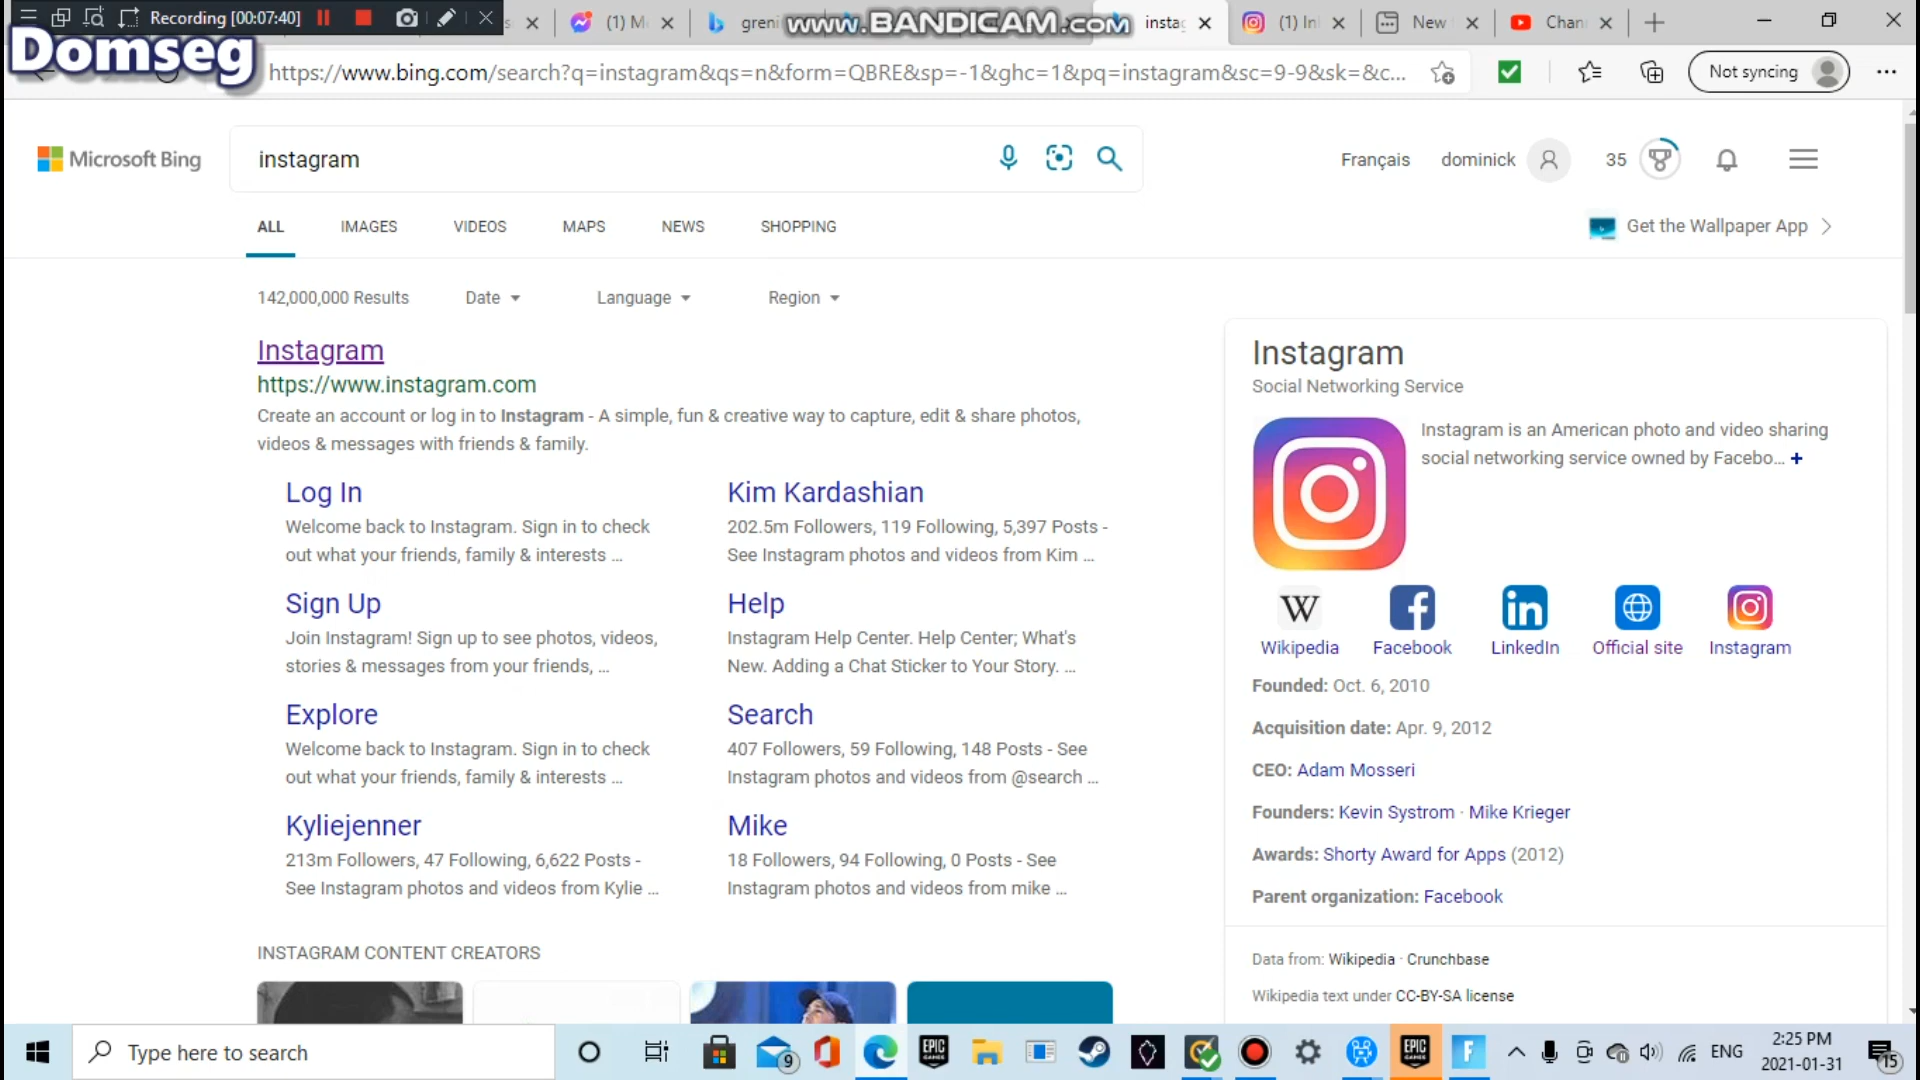 Recording [00:07:40]
(1) M
greni
www.BANDICAM.com
insta
(1) In
New
Chan
Domseg
https://www.bing.com/search?q=instagram&qs=n&form=QBRE&sp=-1&ghc=1&pq=instagram&sc=9-9&sk=&c...
Not syncing
Microsoft Bing
instagram
Français
dominick
35
ALL
IMAGES
VIDEOS
MAPS
NEWS
SHOPPING
Get the Wallpaper App
142,000,000 Results
Date
Language
Region
Instagram
https://www.instagram.com
Create an account or log in to Instagram - A simple, fun & creative way to capture, edit & share photos,
videos & messages with friends & family.
Log In
Welcome back to Instagram. Sign in to check
out what your friends, family & interests ...
Kim Kardashian
202.5m Followers, 119 Following, 5,397 Posts -
See Instagram photos and videos from Kim ...
Sign Up
Join Instagram! Sign up to see photos, videos,
stories & messages from your friends, ...
Help
Instagram Help Center. Help Center; What's
New. Adding a Chat Sticker to Your Story. ...
Explore
Welcome back to Instagram. Sign in to check
out what your friends, family & interests ...
Search
407 Followers, 59 Following, 148 Posts - See
Instagram photos and videos from @search ...
Kyliejenner
213m Followers, 47 Following, 6,622 Posts -
See Instagram photos and videos from Kylie ...
Mike
18 Followers, 94 Following, 0 Posts - See
Instagram photos and videos from mike ...
INSTAGRAM CONTENT CREATORS
Instagram
Social Networking Service
Instagram is an American photo and video sharing
social networking service owned by Facebo... +
W
Wikipedia
Facebook
in
LinkedIn
Official site
Instagram
Founded: Oct. 6, 2010
Acquisition date: Apr. 9, 2012
CEO: Adam Mosseri
Founders: Kevin Systrom · Mike Krieger
Awards: Shorty Award for Apps (2012)
Parent organization: Facebook
Data from: Wikipedia · Crunchbase
Wikipedia text under CC-BY-SA license
Type here to search
9
EPIC
GAMES
EPIC
GAMES
F
ENG
2:25 PM
2021-01-31
15